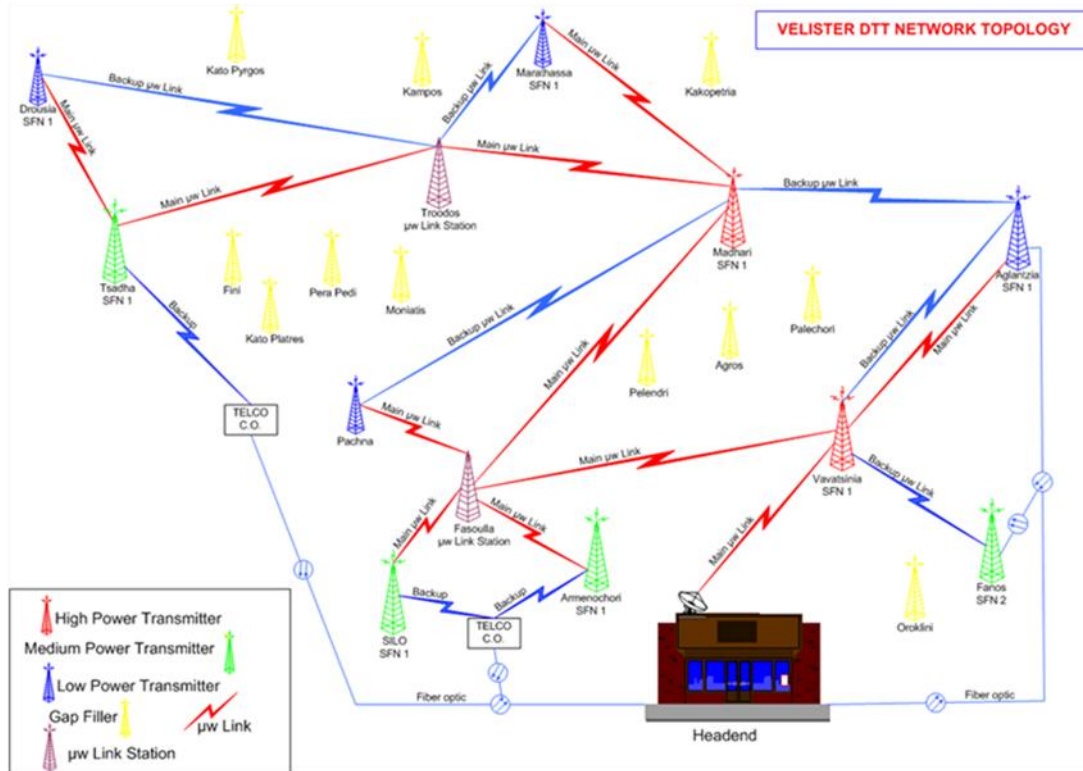 VELISTER DTT NETWORK TOPOLOGY
Kato Pyrgos
Kampos
Marathassa
SFN 1
Kakopetria
Drousia
SFN 1
Backup µw Link
Backup µw Link
Main µw Link
Main µw Link
Main µw Link
Main µw Link
Troodos
µw Link Station
Backup µw Link
Madhari
SFN 1
Aglantzia
SFN 1
Tsadha
SFN 1
Fini
Pera Pedi
Moniatis
Kato Platres
Backup
Backup µw Link
Main µw Link
Palechori
Agros
Pelendri
Backup µw Link
Main µw Link
TELCO
C.O.
Pachna
Main µw Link
Main µw Link
Vavatsinia
SFN 1
Backup µw Link
Fasoulla
µw Link Station
Main µw Link
Main µw Link
Main µw Link
Armenochori
SFN 1
Backup
Backup
SILO
SFN 1
TELCO
C.O.
Fanos
SFN 2
Oroklini
Fiber optic
Fiber optic
Headend
High Power Transmitter
Medium Power Transmitter
Low Power Transmitter
Gap Filler
µw Link
µw Link Station